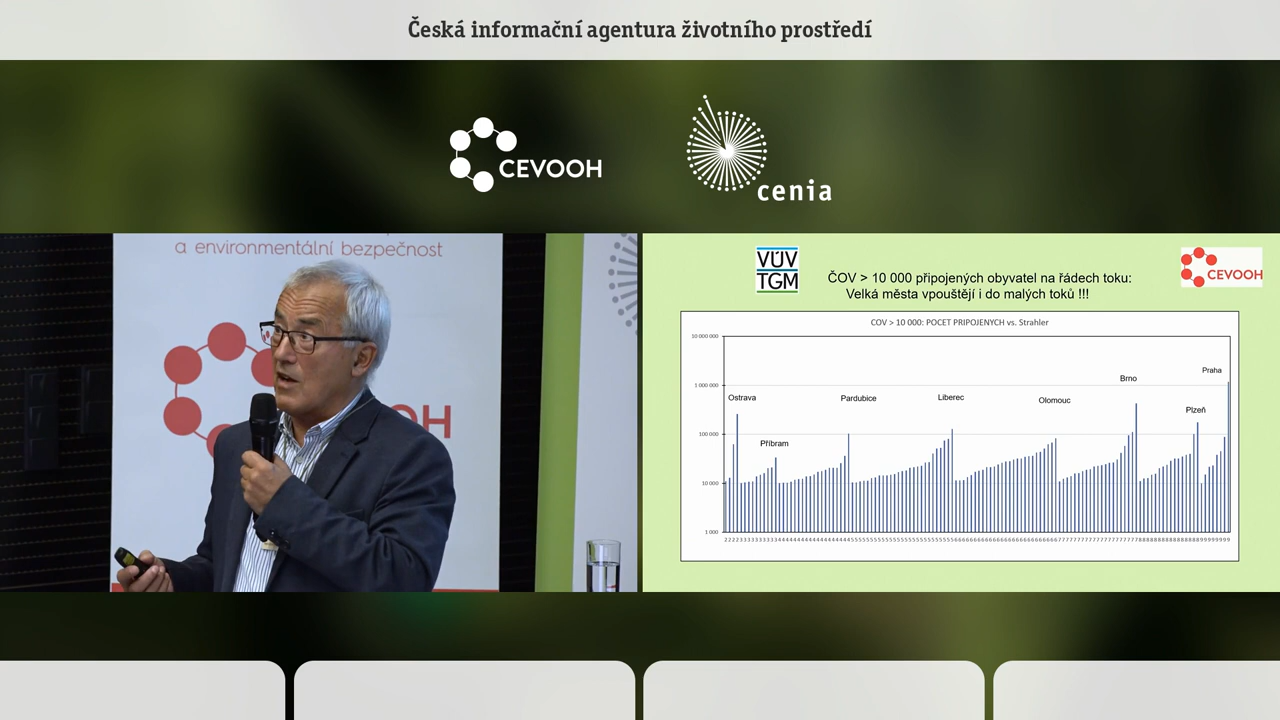 Česká informační agentura životního prostředí
CEVOOH
cenia
a environmentální bezpečnost
OH
VÚV
TGM
ČOV > 10 000 připojených obyvatel na řádech toku:
Velká města vpouštějí i do malých toků !!!
CEVOOH
COV > 10 000: POCET PRIPOJENYCH vs. Strahler
10 000 000
1 000 000
100 000
10 000
1 000
Ostrava
Příbram
Pardubice
Liberec
Olomouc
Brno
Plzeň
Praha